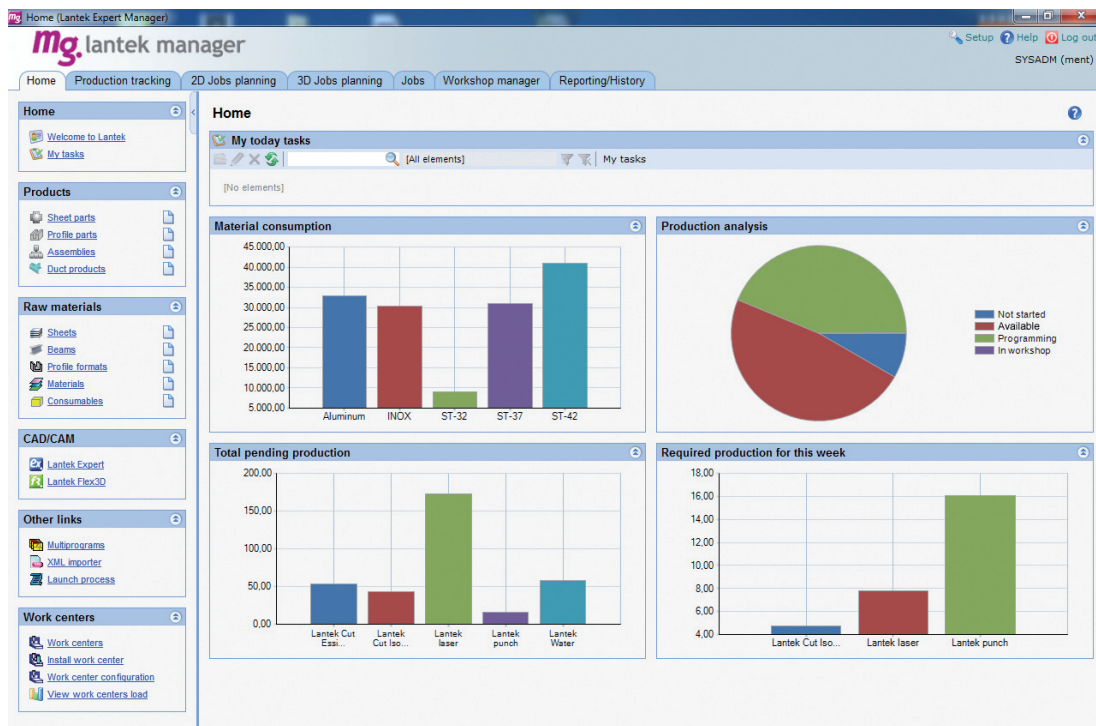 Home (Lantek Expert Manager)
Mg. lantek manager
Setup Help Log out
SYSADM (ment)
Home Production tracking 2D Jobs planning 3D Jobs planning Jobs Workshop manager Reporting/History
Home
Welcome to Lantek
My tasks
Products
Sheet parts
Profile parts
Assemblies
Duct products
Raw materials
Sheets
Beams
Profile formats
Materials
Consumables
CAD/CAM
Lantek Expert
Lantek Flex3D
Other links
Multiprograms
XML importer
Launch process
Work centers
Work centers
Install work center
Work center configuration
View work centers load
Home
My today tasks
[All elements] My tasks
[No elements]
Material consumption
45.000,00
40.000,00
35.000,00
30.000,00
25.000,00
20.000,00
15.000,00
10.000,00
5.000,00
Aluminum INOX ST-32 ST-37 ST-42
Production analysis
Not started
Available
Programming
In workshop
Total pending production
200,00
150,00
100,00
50,00
0,00
Lantek Cut Lantek Lantek Lantek Lantek
Essi... Cut Iso... laser punch Water
Required production for this week
18,00
16,00
14,00
12,00
10,00
8,00
6,00
4,00
Lantek Cut Iso... Lantek laser Lantek punch